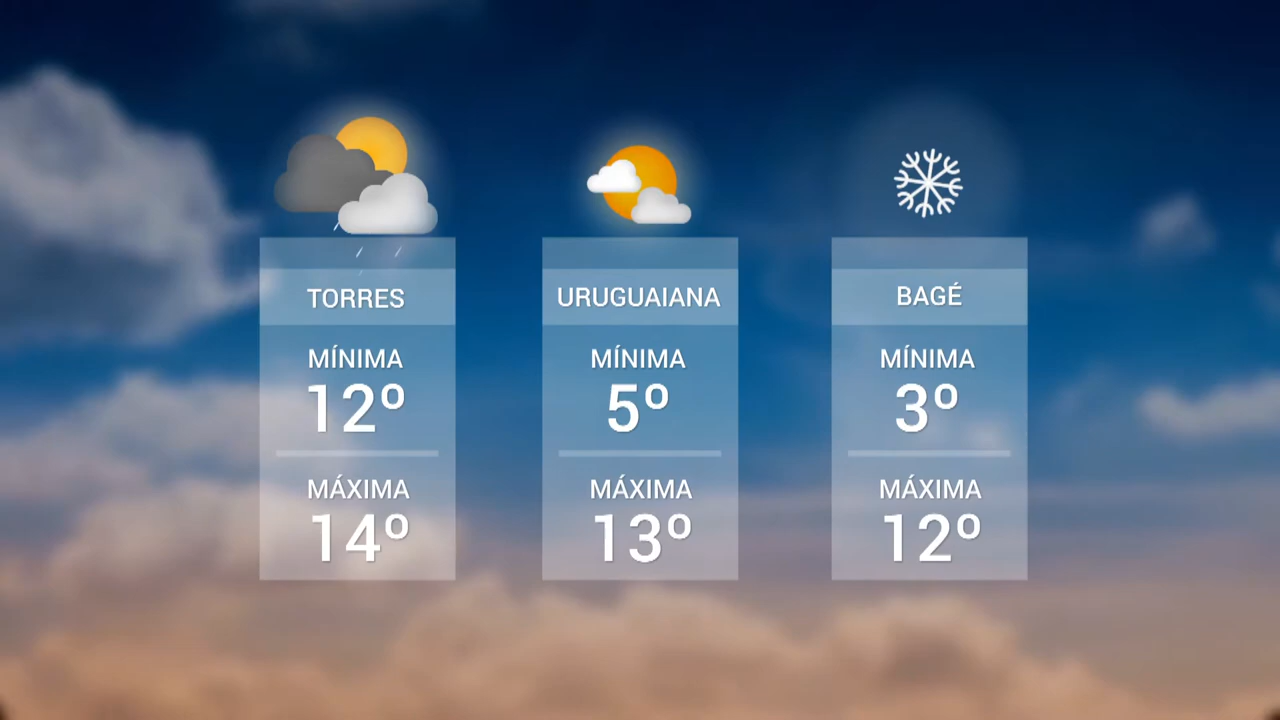 TORRES
MÍNIMA
12º
MÁXIMA
14º
URUGUAIANA
MÍNIMA
5º
MÁXIMA
13º
BAGÉ
MÍNIMA
3º
MÁXIMA
12º